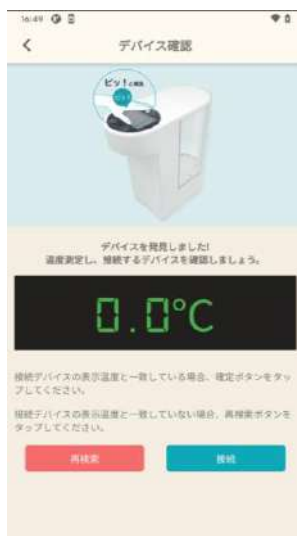 16:49
デバイス確認
ピッ！
デバイスを発見しました!
温度測定し、接続するデバイスを確認しましょう。
0.0°C
接続デバイスの表示温度と一致している場合、確定ボタンをタッ
プしてください。
接続デバイスの表示温度と一致していない場合、再検索ボタンを
タップしてください。
再検索
接続